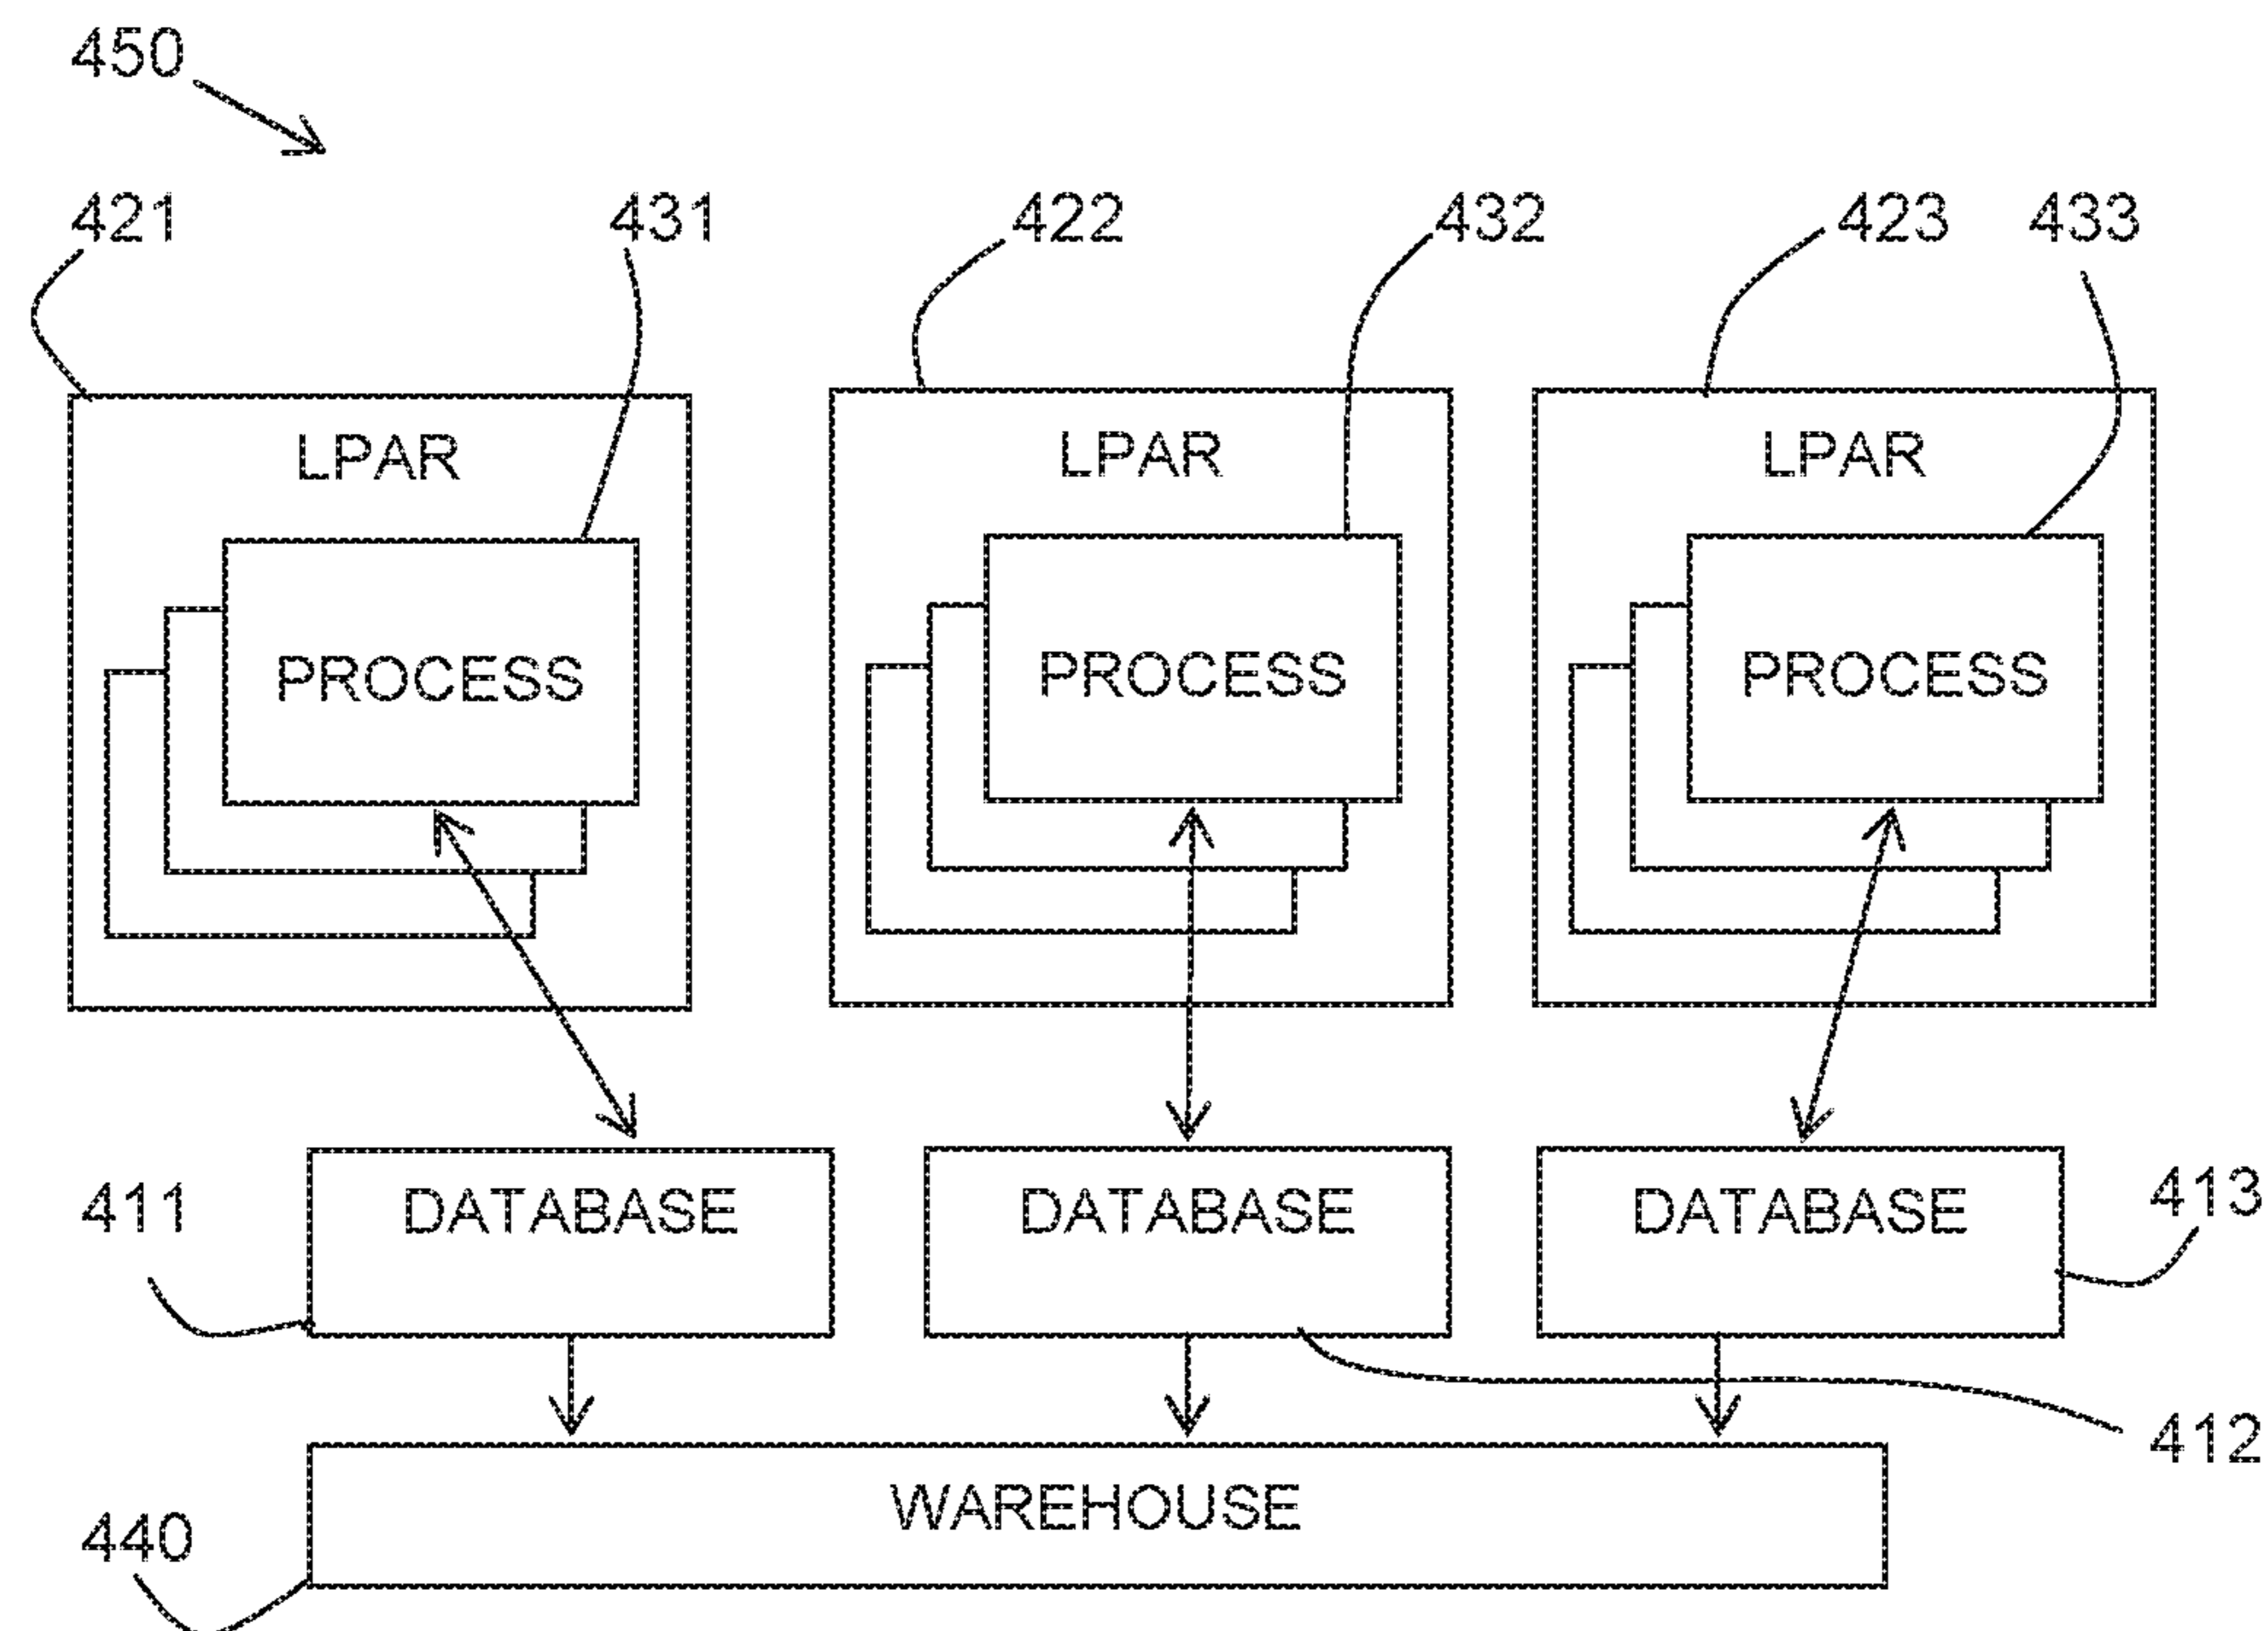 450
421 431 422 432 423 433
LPAR LPAR LPAR
PROCESS PROCESS PROCESS
411 DATABASE DATABASE DATABASE 413
412
WAREHOUSE
440